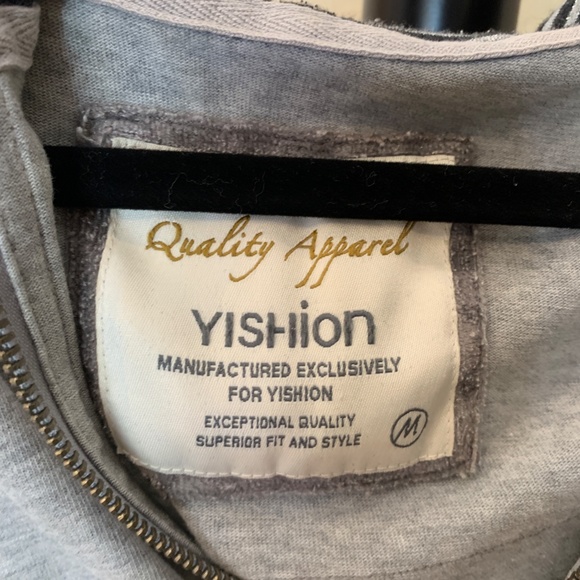 Quality Apparel
YISHion
MANUFACTURED EXCLUSIVELY
FOR YISHION
EXCEPTIONAL QUALITY
SUPERIOR FIT AND STYLE
M